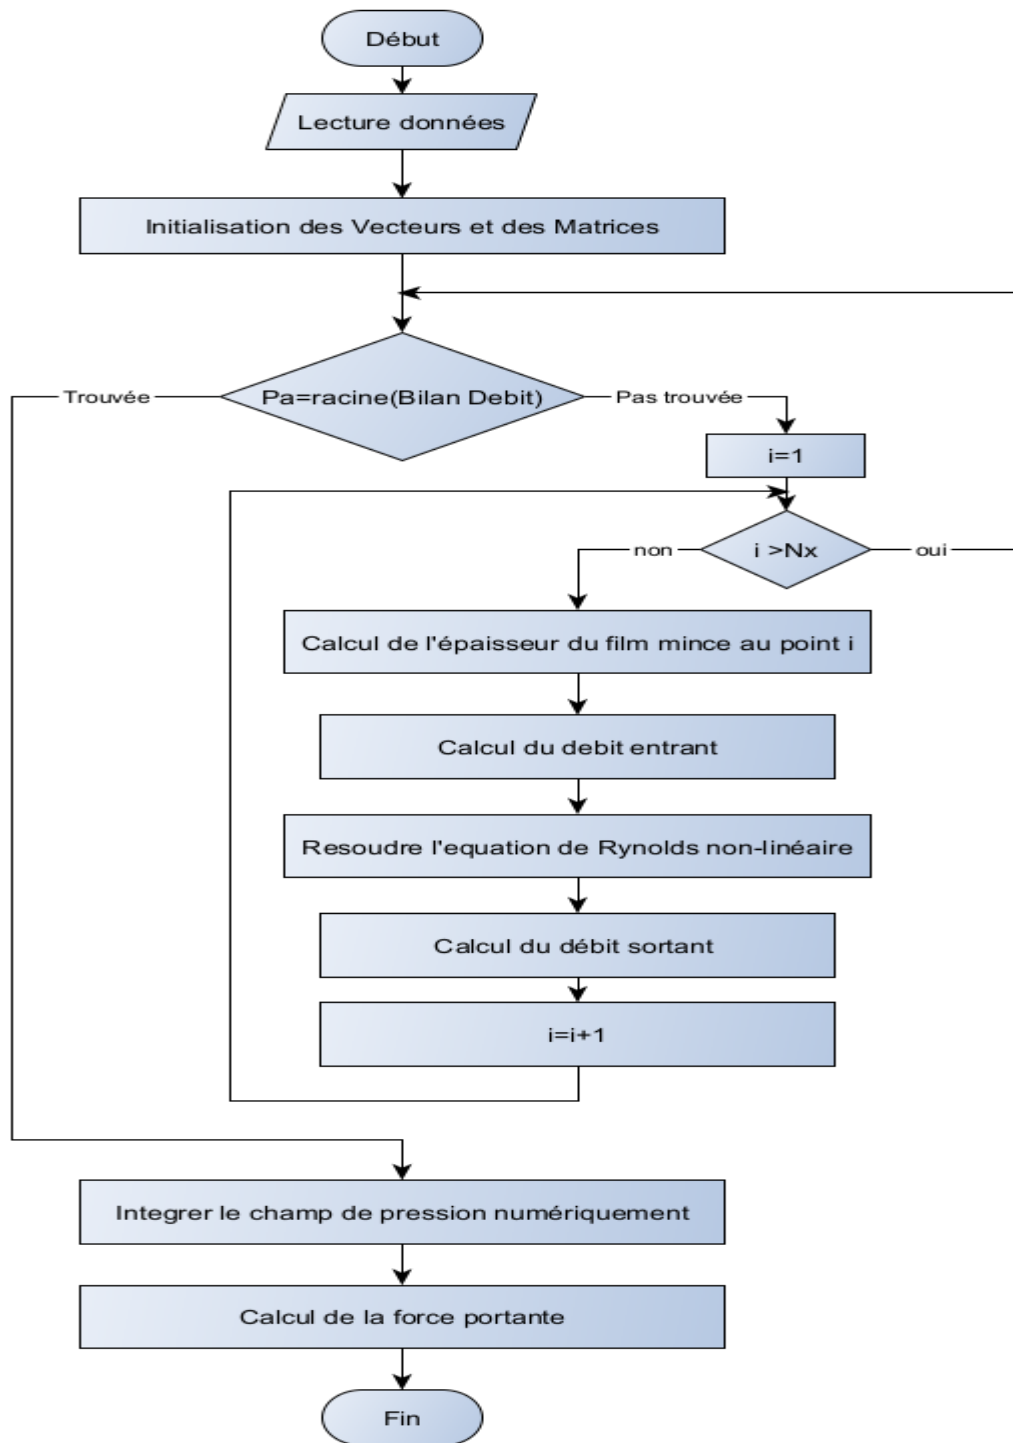 Début
Lecture données
Initialisation des Vecteurs et des Matrices
Trouvée
Pa=racine(Bilan Debit)
Pas trouvée
i=1
non
i >Nx
oui
Calcul de l'épaisseur du film mince au point i
Calcul du debit entrant
Resoudre l'equation de Rynolds non-linéaire
Calcul du débit sortant
i=i+1
Integrer le champ de pression numériquement
Calcul de la force portante
Fin